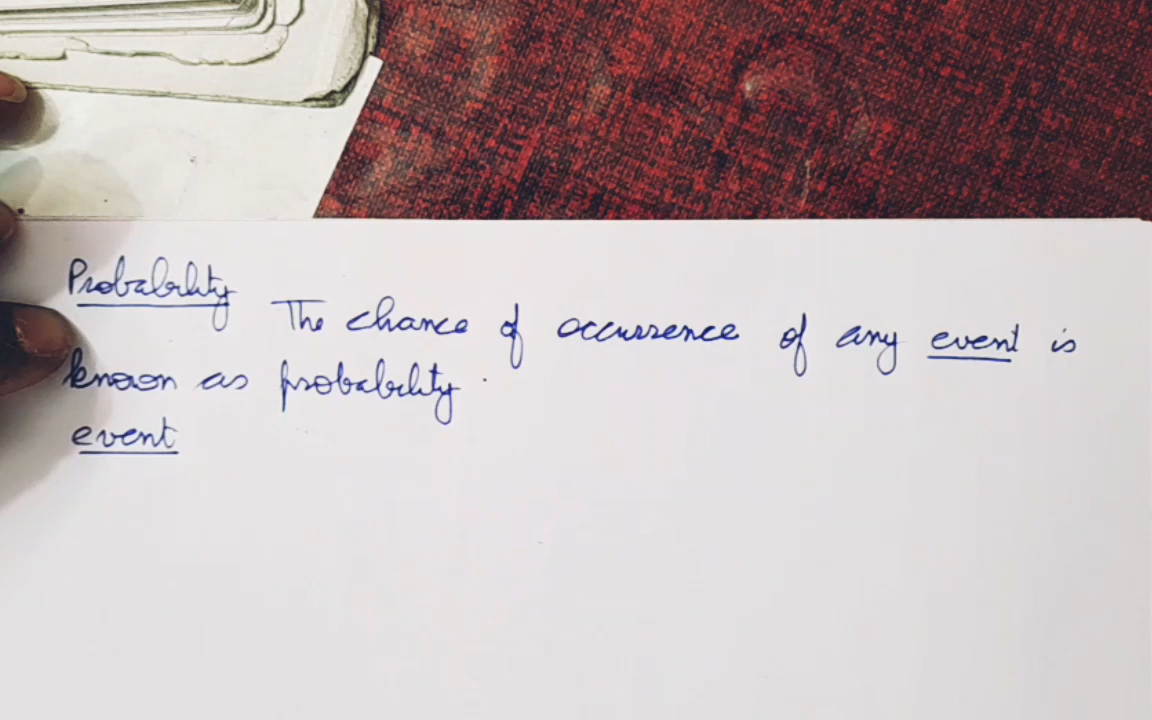 Probability The chance of occurrence of any event is
known as probability.
event